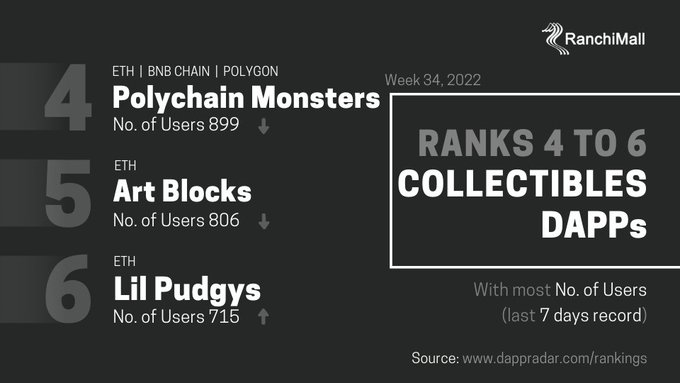 RanchiMall
4
ETH | BNB CHAIN | POLYGON
Polychain Monsters
No. of Users 899
5
ETH
Art Blocks
No. of Users 806
6
ETH
Lil Pudgys
No. of Users 715
Week 34, 2022
RANKS 4 TO 6
COLLECTIBLES
DAPPs
With most No. of Users
(last 7 days record)
Source: www.dappradar.com/rankings